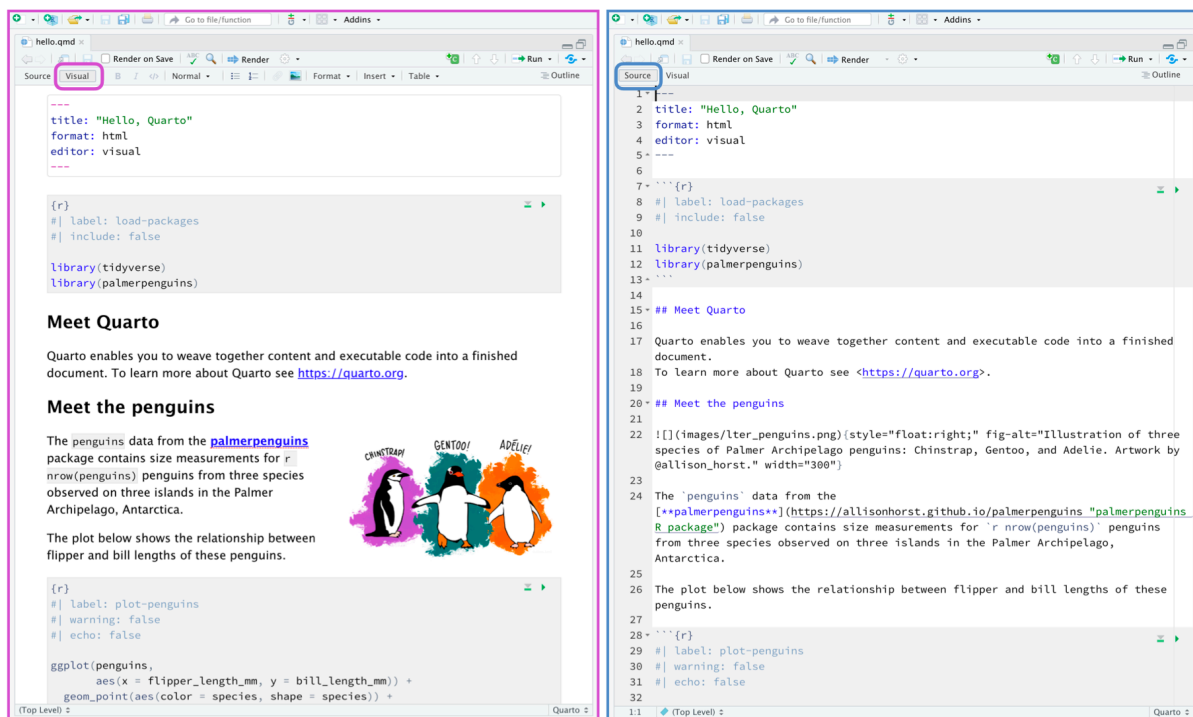 Go to file/function
Addins
hello.qmd
Render on Save
ABC
Render
Run
Source
Visual
B
I
</>
Normal
Format
Insert
Table
Outline
---
title: "Hello, Quarto"
format: html
editor: visual
---
{r}
#| label: load-packages
#| include: false
library(tidyverse)
library(palmerpenguins)
Meet Quarto
Quarto enables you to weave together content and executable code into a finished
document. To learn more about Quarto see https://quarto.org.
Meet the penguins
The penguins data from the palmerpenguins
package contains size measurements for r
nrow(penguins) penguins from three species
observed on three islands in the Palmer
Archipelago, Antarctica.
CHINSTRAP!
GENTOO!
ADÉLIE!
The plot below shows the relationship between
flipper and bill lengths of these penguins.
{r}
#| label: plot-penguins
#| warning: false
#| echo: false
ggplot(penguins,
aes(x = flipper_length_mm, y = bill_length_mm)) +
geom_point(aes(color = species, shape = species)) +
(Top Level)
Quarto
Go to file/function
Addins
hello.qmd
Render on Save
ABC
Render
Run
Source
Visual
Outline
1 ---
2 title: "Hello, Quarto"
3 format: html
4 editor: visual
5 ---
6
7 ```{r}
8 #| label: load-packages
9 #| include: false
10
11 library(tidyverse)
12 library(palmerpenguins)
13 ```
14
15 ## Meet Quarto
16
17 Quarto enables you to weave together content and executable code into a finished
document.
18 To learn more about Quarto see <https://quarto.org>.
19
20 ## Meet the penguins
21
22 ![](images/lter_penguins.png){style="float:right;" fig-alt="Illustration of three
species of Palmer Archipelago penguins: Chinstrap, Gentoo, and Adelie. Artwork by
@allison_horst." width="300"}
23
24 The `penguins` data from the
[**palmerpenguins**](https://allisonhorst.github.io/palmerpenguins "palmerpenguins
R package") package contains size measurements for `r nrow(penguins)` penguins
from three species observed on three islands in the Palmer Archipelago,
Antarctica.
25
26 The plot below shows the relationship between flipper and bill lengths of these
penguins.
27
28 ```{r}
29 #| label: plot-penguins
30 #| warning: false
31 #| echo: false
32
1:1
(Top Level)
Quarto